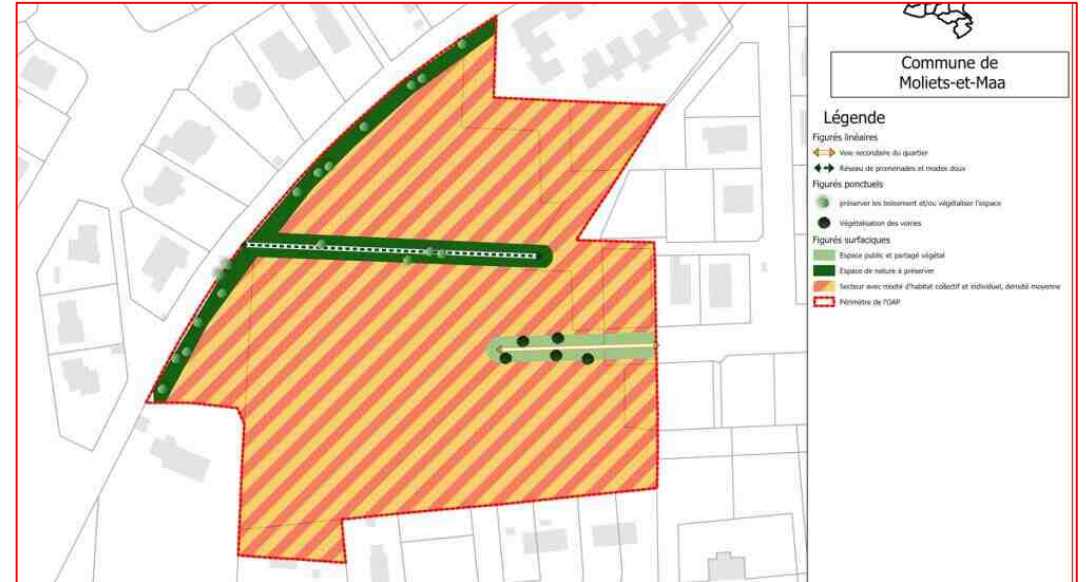 Commune de
Moliets-et-Maa
Légende
Figurés linéaires
Voie secondaire du quartier
Réseau de promenades et modes doux
Figurés ponctuels
préserver les boisement et/ou végétaliser l'espace
Végétalisation des voiries
Figurés surfaciques
Espace public et partagé végétal
Espace de nature à préserver
Secteur avec mixité d'habitat collectif et individuel, densité moyenne
Périmètre de l'OAP